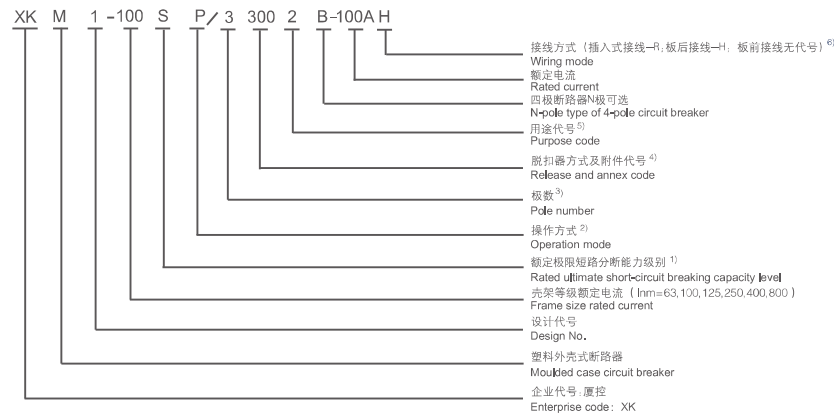 XK M 1 -100 S P / 3 300 2 B-100A H
接线方式（插入式接线—R;板后接线—H; 板前接线无代号）6)
Wiring mode
额定电流
Rated current
四极断路器N极可选
N-pole type of 4-pole circuit breaker
用途代号5)
Purpose code
脱扣器方式及附件代号4)
Release and annex code
极数3)
Pole number
操作方式2)
Operation mode
额定极限短路分断能力级别1)
Rated ultimate short-circuit breaking capacity level
壳架等级额定电流（Inm=63,100,125,250,400,800）
Frame size rated current
设计代号
Design No.
塑料外壳式断路器
Moulded case circuit breaker
企业代号:厦控
Enterprise code: XK